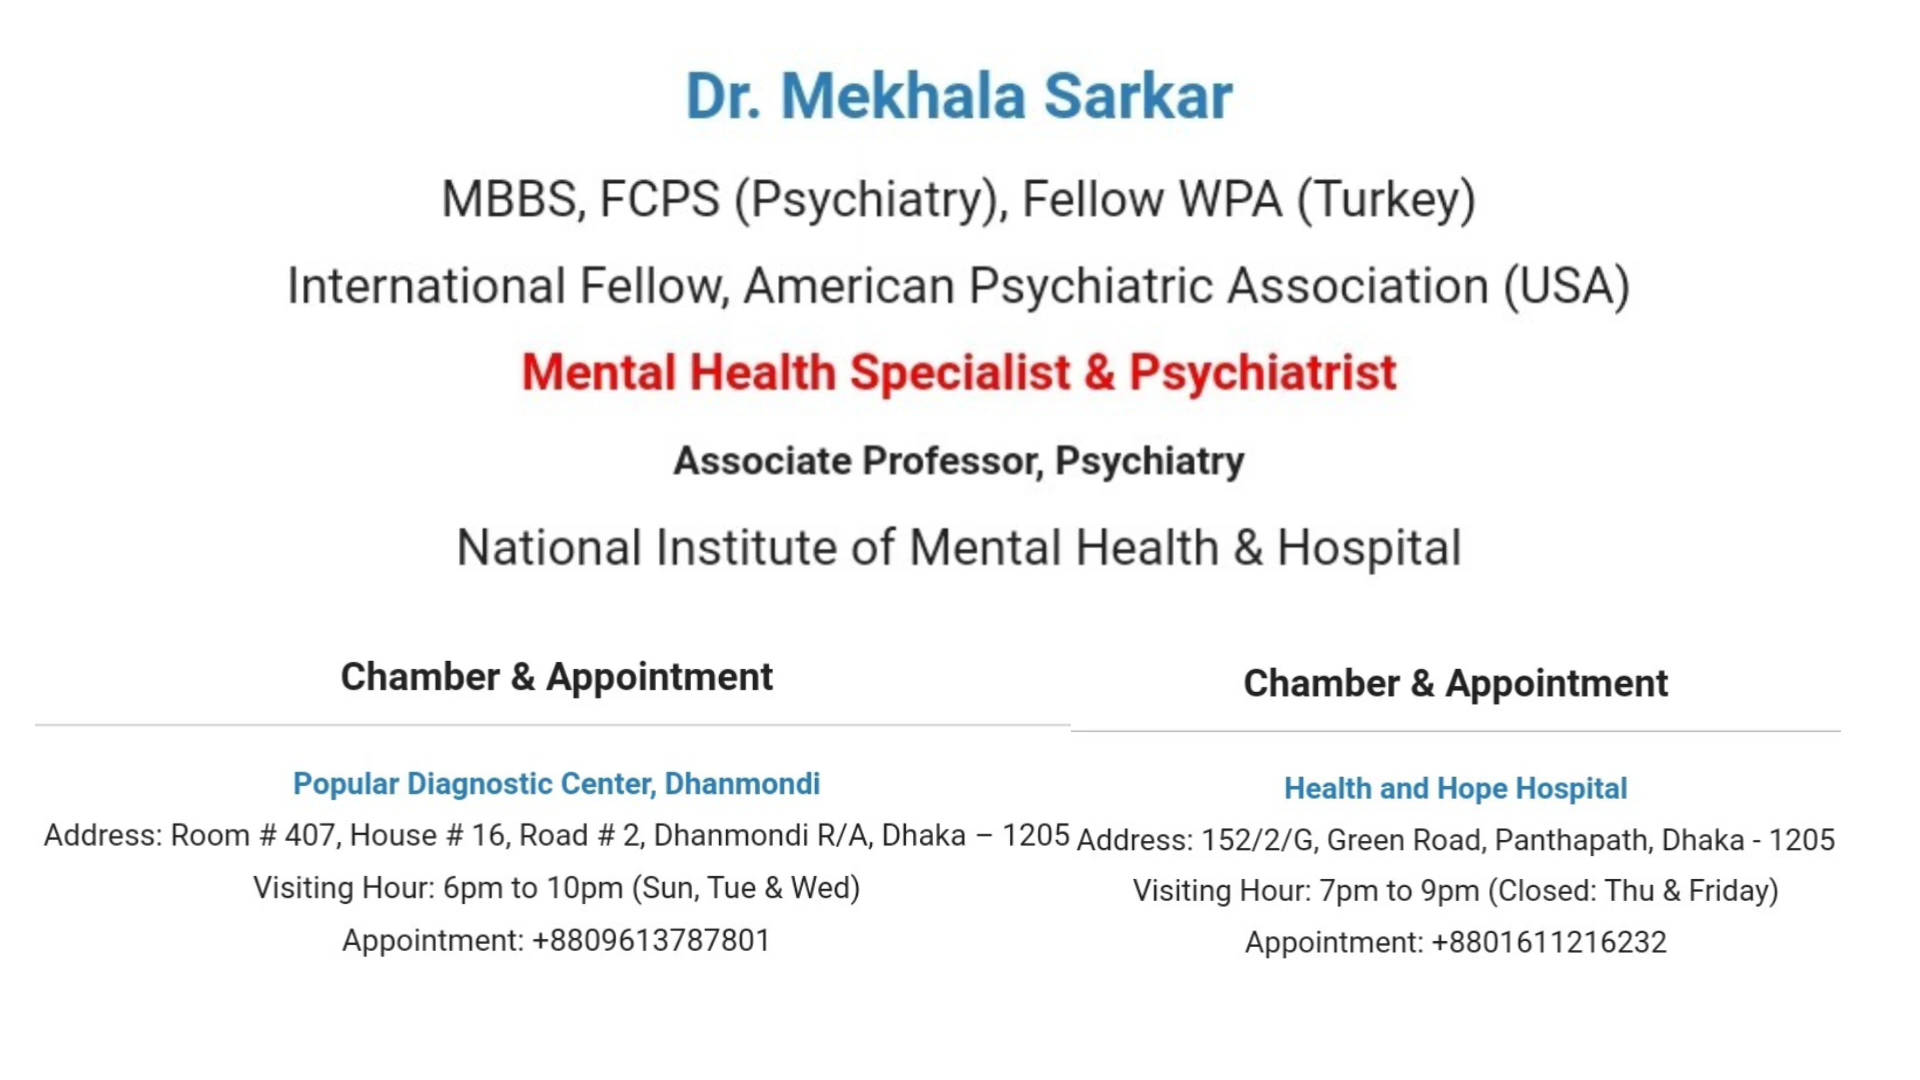 Dr. Mekhala Sarkar
MBBS, FCPS (Psychiatry), Fellow WPA (Turkey)
International Fellow, American Psychiatric Association (USA)
Mental Health Specialist & Psychiatrist
Associate Professor, Psychiatry
National Institute of Mental Health & Hospital
Chamber & Appointment
Popular Diagnostic Center, Dhanmondi
Address: Room # 407, House # 16, Road # 2, Dhanmondi R/A, Dhaka – 1205
Visiting Hour: 6pm to 10pm (Sun, Tue & Wed)
Appointment: +8809613787801
Chamber & Appointment
Health and Hope Hospital
Address: 152/2/G, Green Road, Panthapath, Dhaka - 1205
Visiting Hour: 7pm to 9pm (Closed: Thu & Friday)
Appointment: +8801611216232